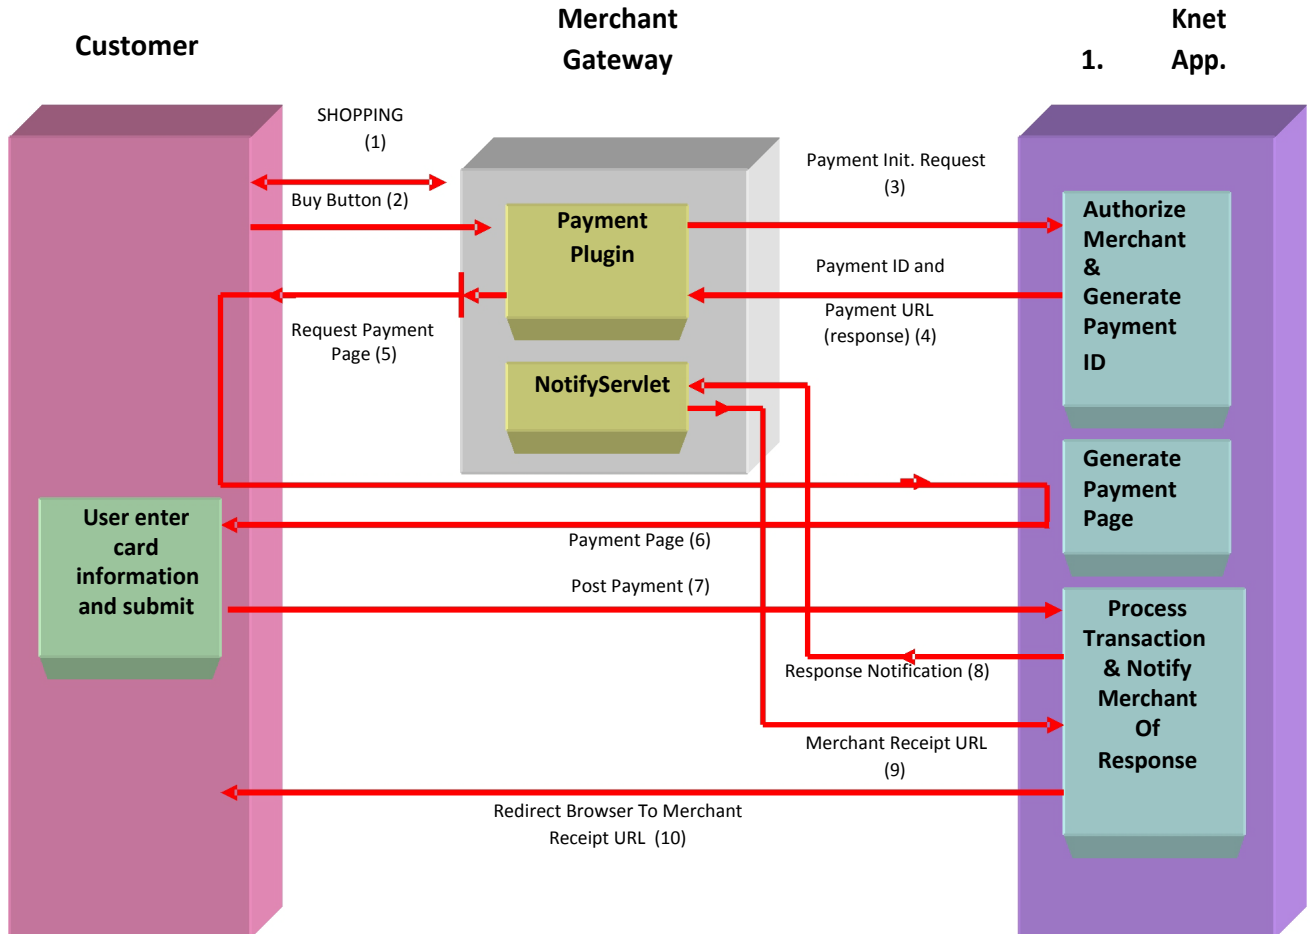 Customer
Merchant
Gateway
Knet
1. App.
SHOPPING
(1)
Buy Button (2)
Payment
Plugin
Payment Init. Request
(3)
Authorize
Merchant
&
Generate
Payment
ID
Payment ID and
Payment URL
(response) (4)
Request Payment
Page (5)
NotifyServlet
Generate
Payment
Page
User enter
card
information
and submit
Payment Page (6)
Post Payment (7)
Process
Transaction
& Notify
Merchant
Of
Response
Response Notification (8)
Merchant Receipt URL
(9)
Redirect Browser To Merchant
Receipt URL (10)